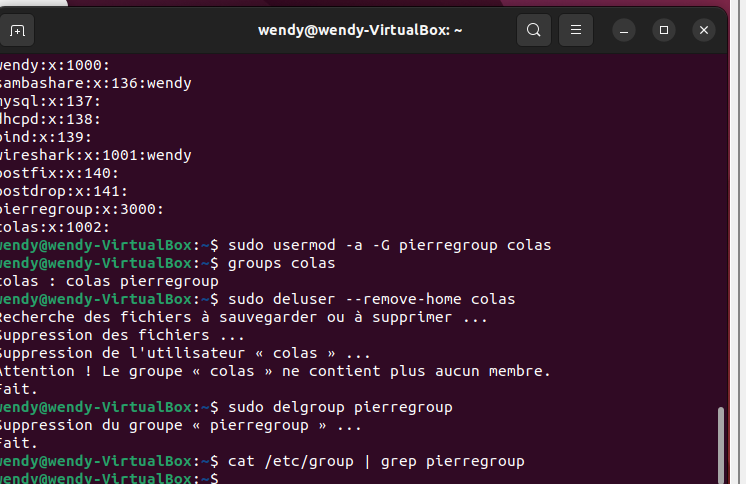 wendy@wendy-VirtualBox: ~
wendy:x:1000:
sambashare:x:136:wendy
mysql:x:137:
dhcpd:x:138:
bind:x:139:
wireshark:x:1001:wendy
postfix:x:140:
postdrop:x:141:
pierregroup:x:3000:
colas:x:1002:
wendy@wendy-VirtualBox:~$ sudo usermod -a -G pierregroup colas
wendy@wendy-VirtualBox:~$ groups colas
colas : colas pierregroup
wendy@wendy-VirtualBox:~$ sudo deluser --remove-home colas
Recherche des fichiers à sauvegarder ou à supprimer ...
Suppression des fichiers ...
Suppression de l'utilisateur « colas » ...
Attention ! Le groupe « colas » ne contient plus aucun membre.
Fait.
wendy@wendy-VirtualBox:~$ sudo delgroup pierregroup
Suppression du groupe « pierregroup » ...
Fait.
wendy@wendy-VirtualBox:~$ cat /etc/group | grep pierregroup
wendy@wendy-VirtualBox:~$